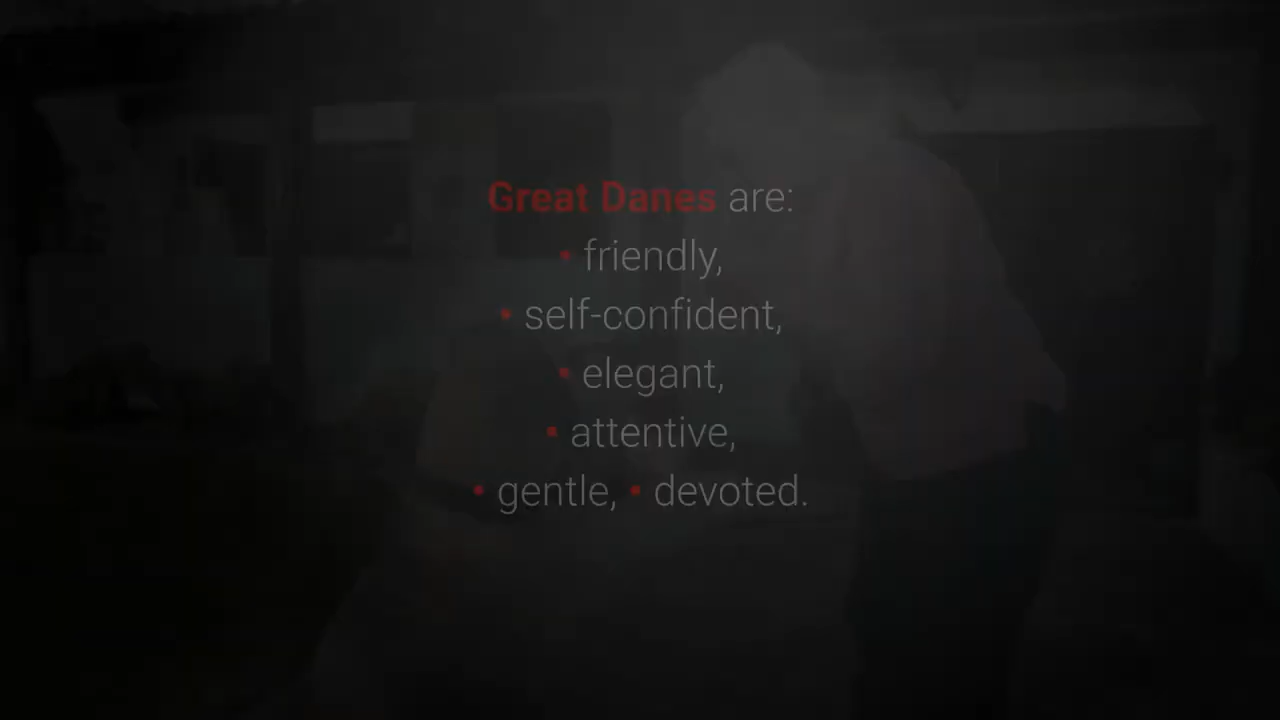 Great Danes are:
• friendly,
• self-confident,
• elegant,
• attentive,
• gentle, • devoted.